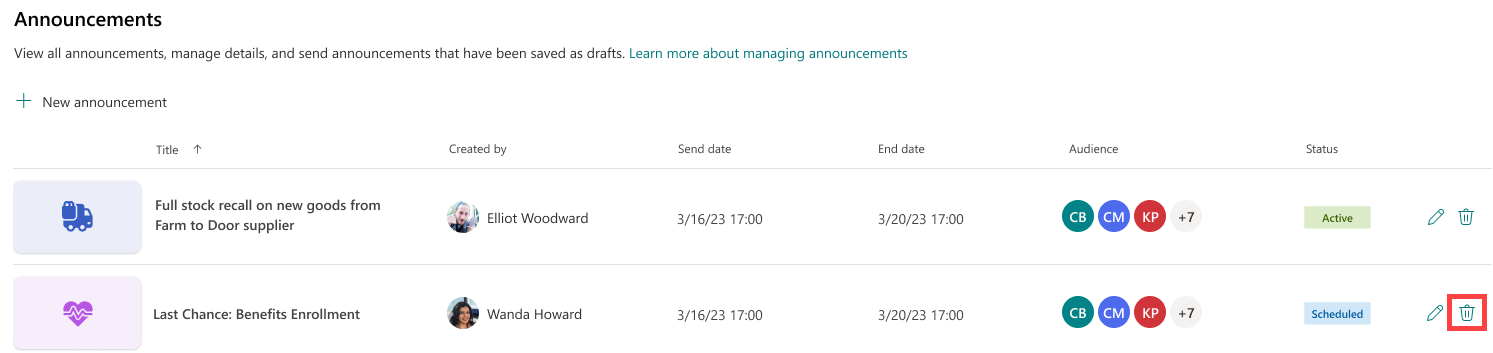 Announcements
View all announcements, manage details, and send announcements that have been saved as drafts. Learn more about managing announcements
New announcement
Title Created by Send date End date Audience Status
Full stock recall on new goods from
Farm to Door supplier
Elliot Woodward 3/16/23 17:00 3/20/23 17:00 CB CM KP +7 Active
Last Chance: Benefits Enrollment Wanda Howard 3/16/23 17:00 3/20/23 17:00 CB CM KP +7 Scheduled